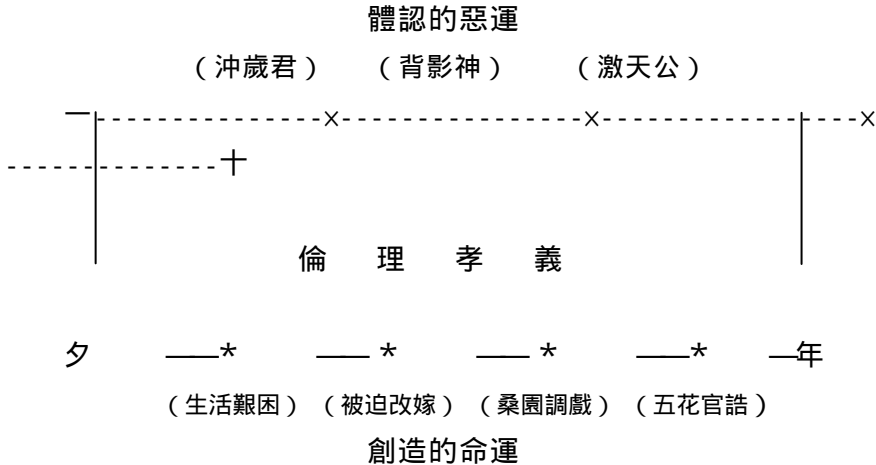 體認的惡運
（沖歲君） （背影神） （激天公）
一 ---------------×----------------×-----------------×
--------------十
倫 理 孝 義
夕 ——* —— * —— * ——* —年
（生活艱困）（被迫改嫁）（桑園調戲）（五花官誥）
創造的命運